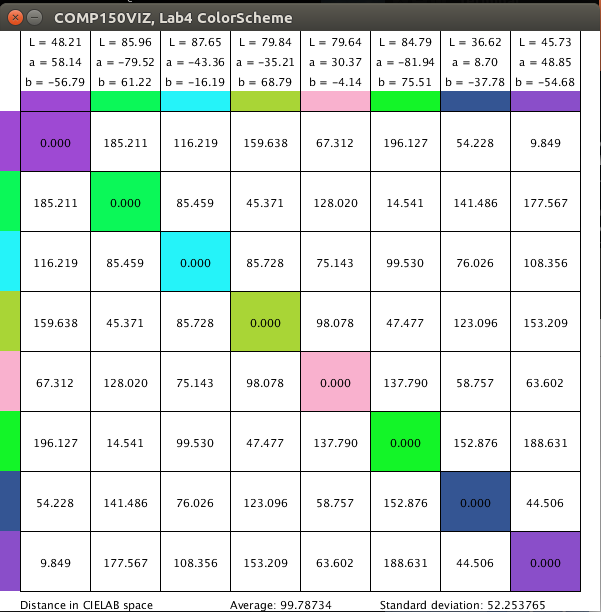 COMP150VIZ, Lab4 ColorScheme
L = 48.21 L = 85.96 L = 87.65 L = 79.84 L = 79.64 L = 84.79 L = 36.62 L = 45.73
a = 58.14 a = −79.52 a = −43.36 a = −35.21 a = 30.37 a = −81.94 a = 8.70 a = 48.85
b = −56.79 b = 61.22 b = −16.19 b = 68.79 b = −4.14 b = 75.51 b = −37.78 b = −54.68
0.000 185.211 116.219 159.638 67.312 196.127 54.228 9.849
185.211 0.000 85.459 45.371 128.020 14.541 141.486 177.567
116.219 85.459 0.000 85.728 75.143 99.530 76.026 108.356
159.638 45.371 85.728 0.000 98.078 47.477 123.096 153.209
67.312 128.020 75.143 98.078 0.000 137.790 58.757 63.602
196.127 14.541 99.530 47.477 137.790 0.000 152.876 188.631
54.228 141.486 76.026 123.096 58.757 152.876 0.000 44.506
9.849 177.567 108.356 153.209 63.602 188.631 44.506 0.000
Distance in CIELAB space Average: 99.78734 Standard deviation: 52.253765